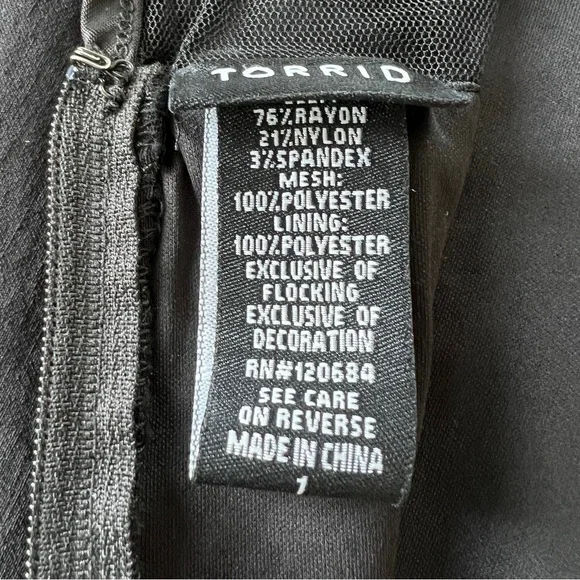 TORRID
76%RAYON
21%NYLON
3%SPANDEX
MESH:
100%POLYESTER
LINING:
100%POLYESTER
EXCLUSIVE OF
FLOCKING
EXCLUSIVE OF
DECORATION
RN#120684
SEE CARE
ON REVERSE
MADE IN CHINA
1